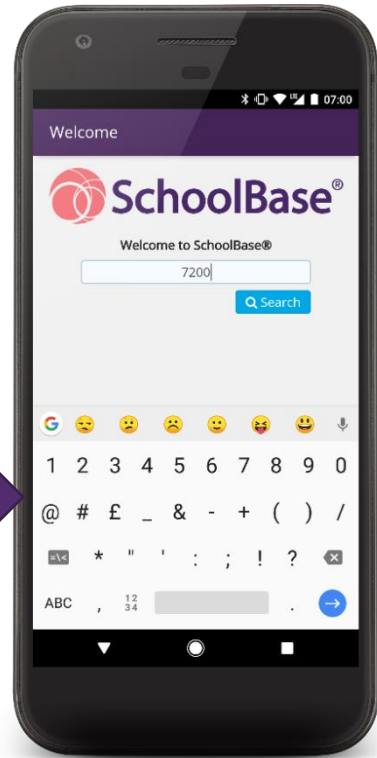 LTE 07:00
Welcome
SchoolBase®
Welcome to SchoolBase®
7200
Search
G
1 2 3 4 5 6 7 8 9 0
@ # £ _ & - + ( ) /
=\< * " ' : ; ! ?
ABC , 12 34 .